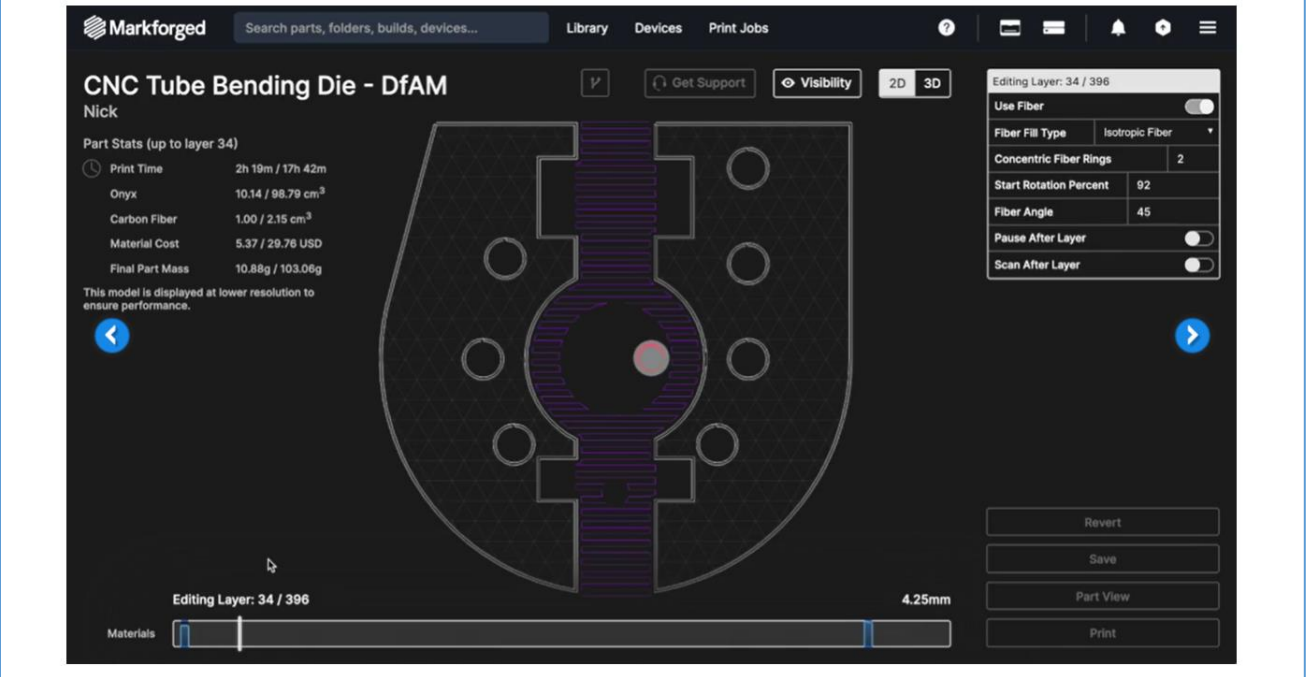 Markforged
Search parts, folders, builds, devices...
Library
Devices
Print Jobs
?
CNC Tube Bending Die - DfAM
Nick
Get Support
Visibility
2D
3D
Part Stats (up to layer 34)
Print Time 2h 19m / 17h 42m
Onyx 10.14 / 98.79 cm³
Carbon Fiber 1.00 / 2.15 cm³
Material Cost 5.37 / 29.76 USD
Final Part Mass 10.88g / 103.06g
This model is displayed at lower resolution to
ensure performance.
Editing Layer: 34 / 396
Use Fiber
Fiber Fill Type Isotropic Fiber
Concentric Fiber Rings 2
Start Rotation Percent 92
Fiber Angle 45
Pause After Layer
Scan After Layer
Revert
Save
Part View
Print
Editing Layer: 34 / 396
4.25mm
Materials